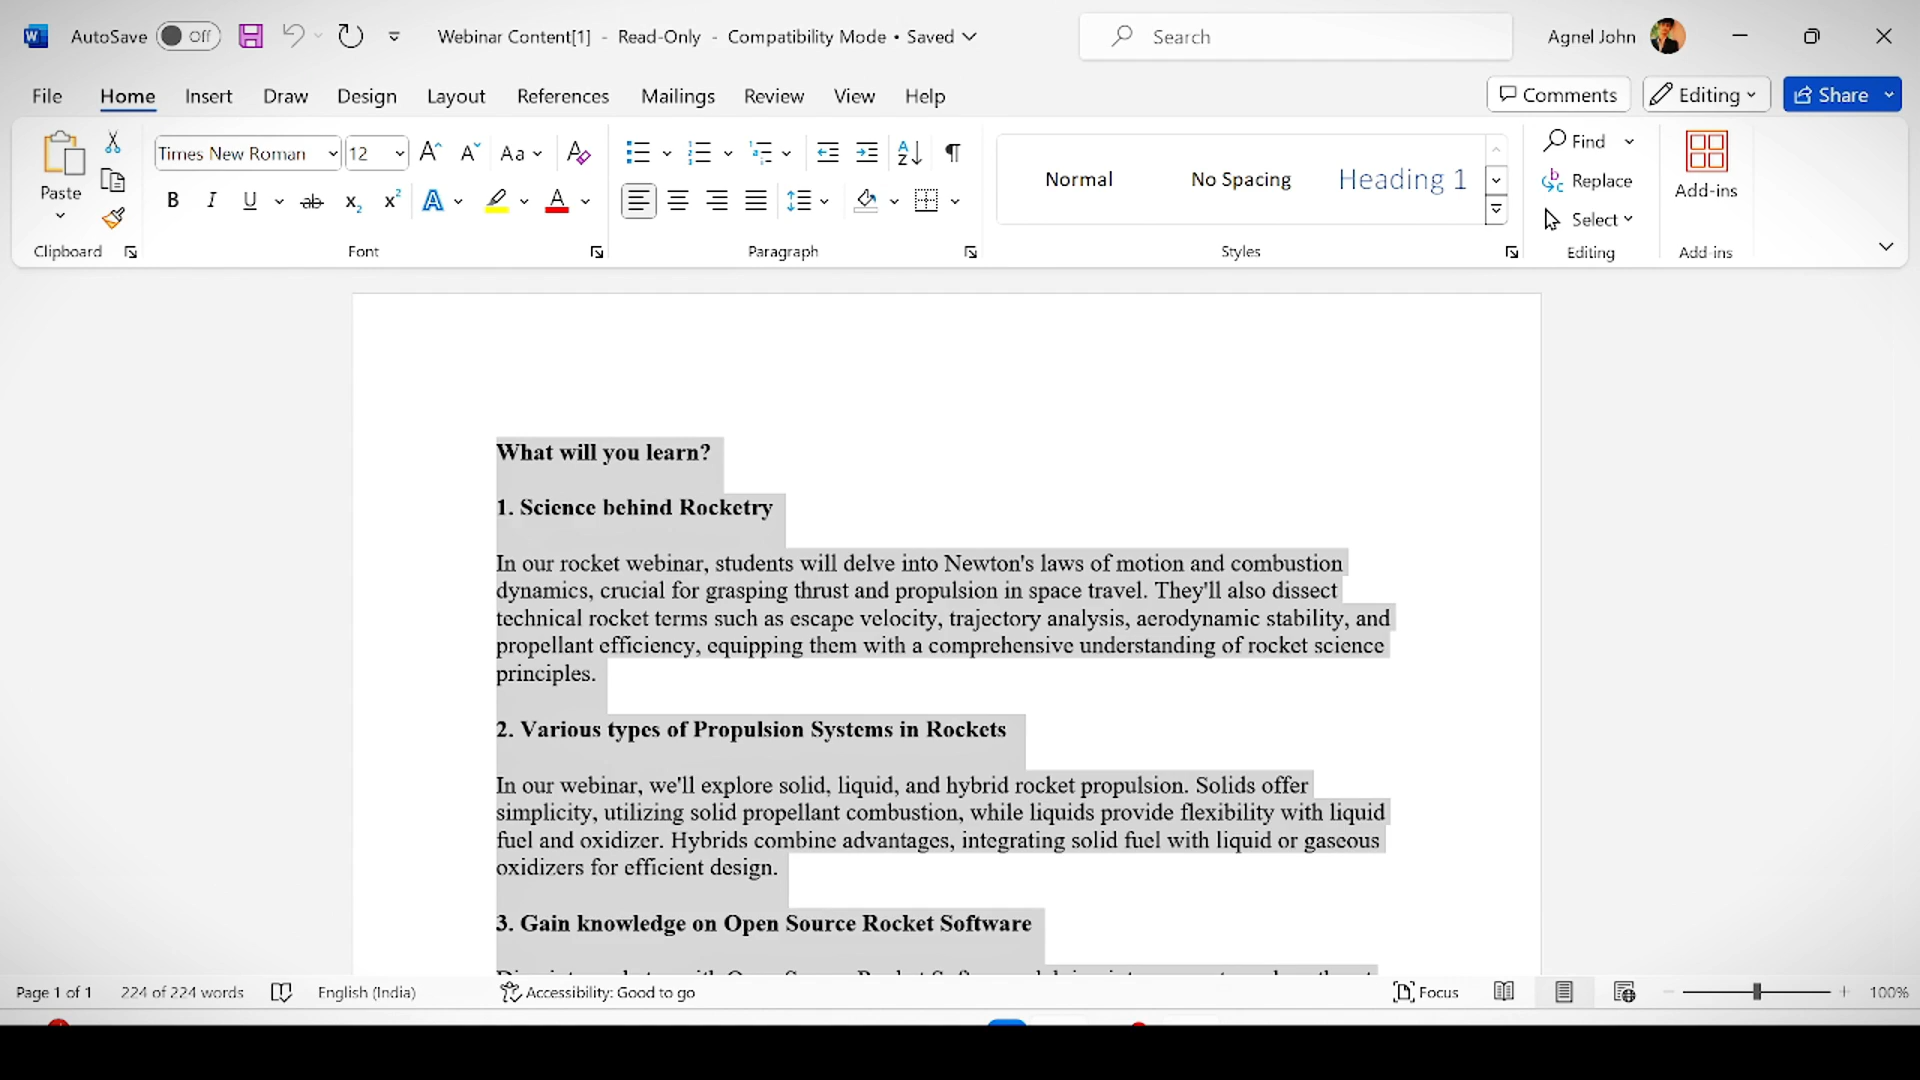 AutoSave Off Webinar Content[1] - Read-Only - Compatibility Mode • Saved Search Agnel John
File Home Insert Draw Design Layout References Mailings Review View Help Comments Editing Share
Paste
Clipboard
Times New Roman 12 Aa
B I U ab x₂ x² A A
Font
Paragraph
Normal No Spacing Heading 1
Styles
Find
Replace
Select
Editing
Add-ins
Add-ins
What will you learn?
1. Science behind Rocketry
In our rocket webinar, students will delve into Newton's laws of motion and combustion
dynamics, crucial for grasping thrust and propulsion in space travel. They'll also dissect
technical rocket terms such as escape velocity, trajectory analysis, aerodynamic stability, and
propellant efficiency, equipping them with a comprehensive understanding of rocket science
principles.
2. Various types of Propulsion Systems in Rockets
In our webinar, we'll explore solid, liquid, and hybrid rocket propulsion. Solids offer
simplicity, utilizing solid propellant combustion, while liquids provide flexibility with liquid
fuel and oxidizer. Hybrids combine advantages, integrating solid fuel with liquid or gaseous
oxidizers for efficient design.
3. Gain knowledge on Open Source Rocket Software
Page 1 of 1 224 of 224 words English (India) Accessibility: Good to go Focus 100%